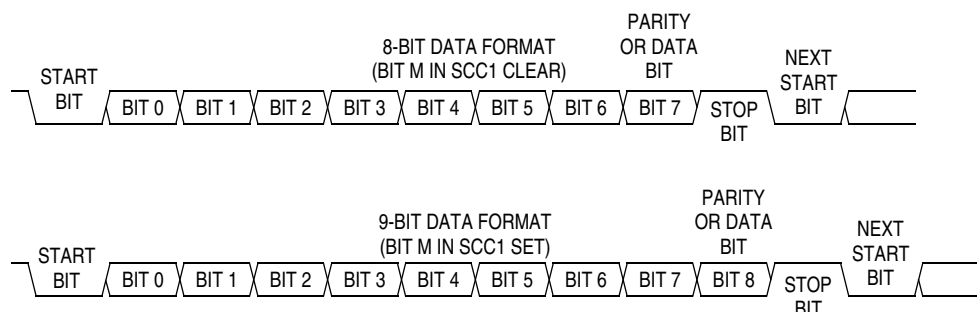 8-BIT DATA FORMAT
(BIT M IN SCC1 CLEAR)
PARITY
OR DATA
BIT
START
BIT
NEXT
START
BIT
BIT 0 BIT 1 BIT 2 BIT 3 BIT 4 BIT 5 BIT 6 BIT 7
STOP
BIT
9-BIT DATA FORMAT
(BIT M IN SCC1 SET)
PARITY
OR DATA
BIT
START
BIT
NEXT
START
BIT
BIT 0 BIT 1 BIT 2 BIT 3 BIT 4 BIT 5 BIT 6 BIT 7 BIT 8
STOP
BIT